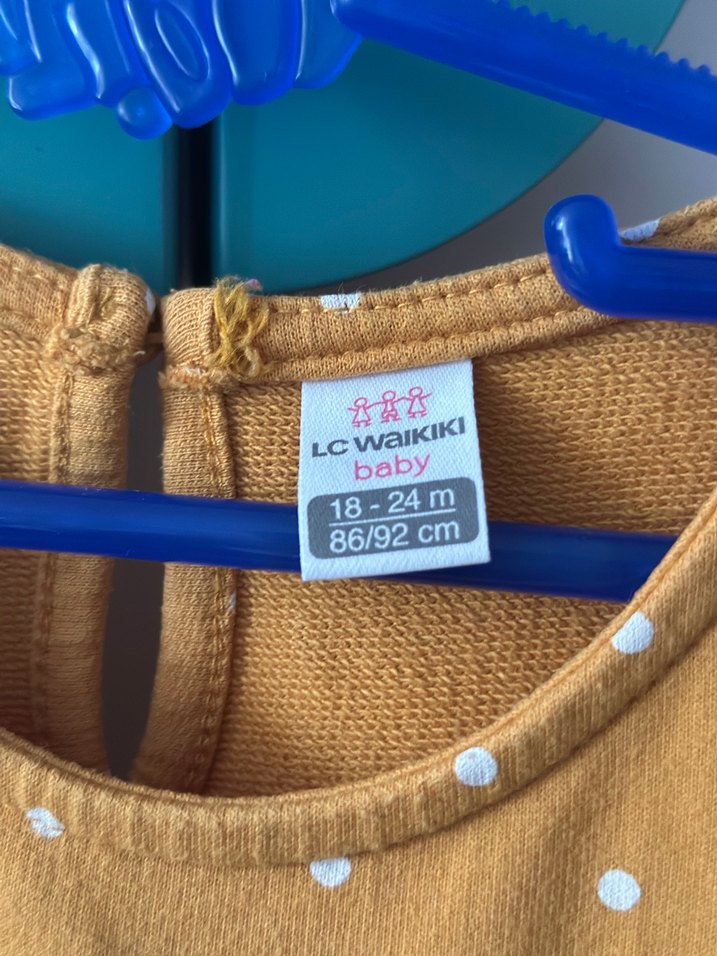 LC WAIKIKI
baby
18 - 24 m
86/92 cm